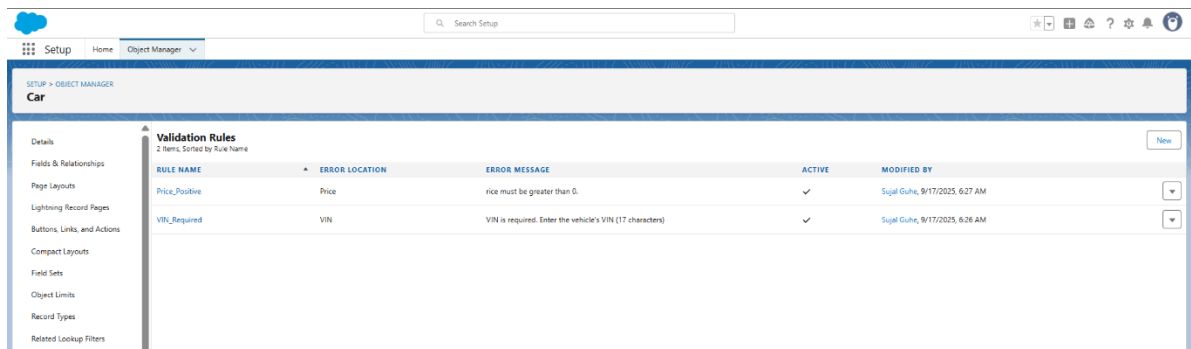 Search Setup
Setup Home Object Manager
SETUP > OBJECT MANAGER
Car
Details
Fields & Relationships
Page Layouts
Lightning Record Pages
Buttons, Links, and Actions
Compact Layouts
Field Sets
Object Limits
Record Types
Related Lookup Filters
Validation Rules
2 Items, Sorted by Rule Name
New
RULE NAME ERROR LOCATION ERROR MESSAGE ACTIVE MODIFIED BY
Price_Positive Price rice must be greater than 0. Sujal Guhe, 9/17/2025, 6:27 AM
VIN_Required VIN VIN is required. Enter the vehicle's VIN (17 characters) Sujal Guhe, 9/17/2025, 6:26 AM